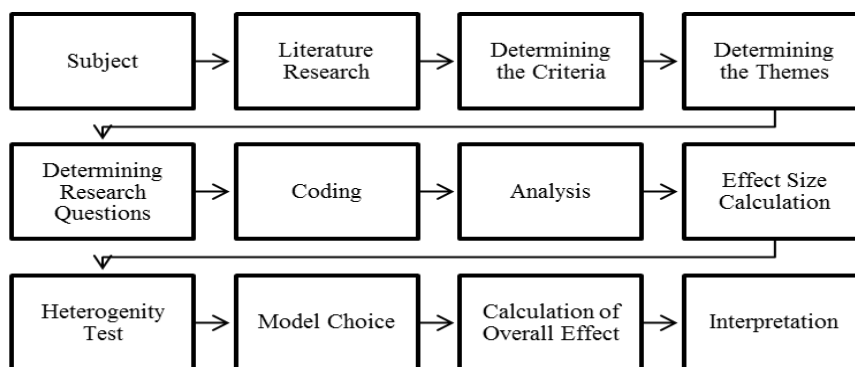 Subject
Literature
Research
Determining
the Criteria
Determining
the Themes
Determining
Research
Questions
Coding
Analysis
Effect Size
Calculation
Heterogenity
Test
Model Choice
Calculation of
Overall Effect
Interpretation